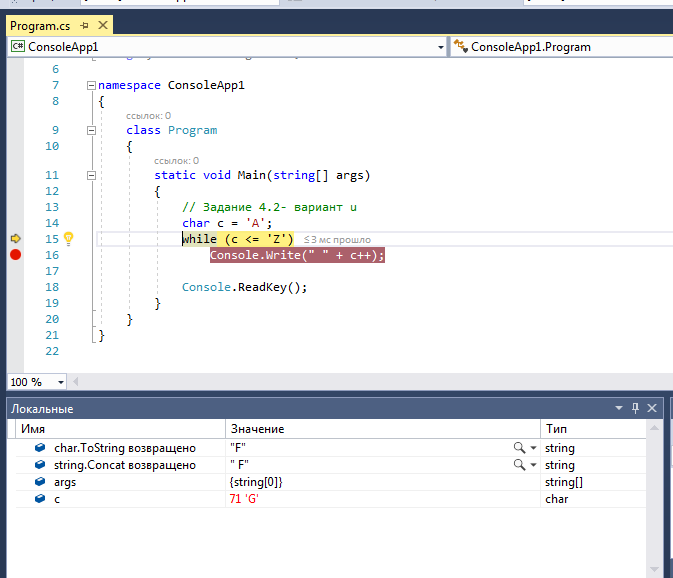 Program.cs
C# ConsoleApp1
ConsoleApp1.Program
6
7 namespace ConsoleApp1
8 {
ссылок: 0
9 class Program
10 {
ссылок: 0
11 static void Main(string[] args)
12 {
13 // Задание 4.2- вариант u
14 char c = 'A';
15 while (c <= 'Z') ≤3 мс прошло
16 Console.Write(" " + c++);
17
18 Console.ReadKey();
19 }
20 }
21 }
22
100 %
Локальные
Имя Значение Тип
char.ToString возвращено "F" string
string.Concat возвращено " F" string
args {string[0]} string[]
c 71 'G' char